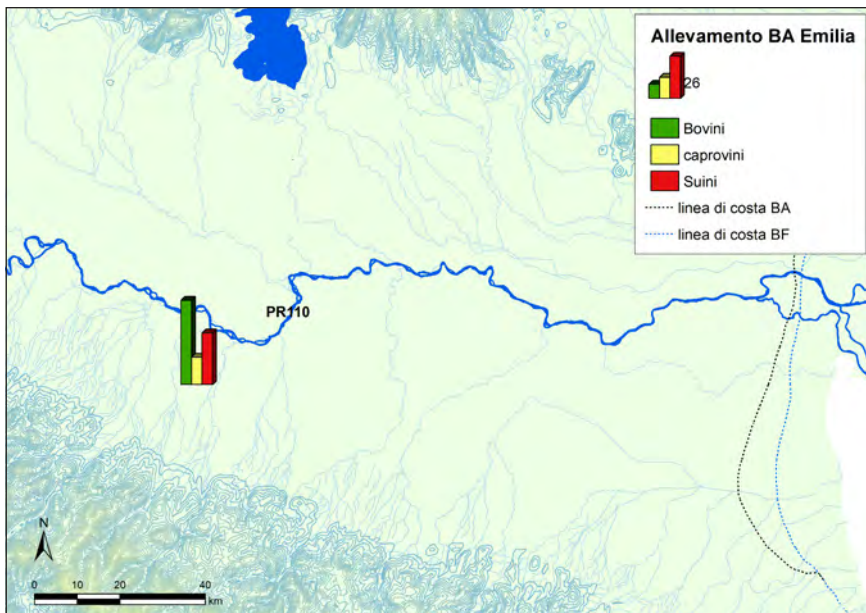 Allevamento BA Emilia
26
Bovini
caprovini
Suini
linea di costa BA
linea di costa BF
PR110
N
0 10 20 40
km